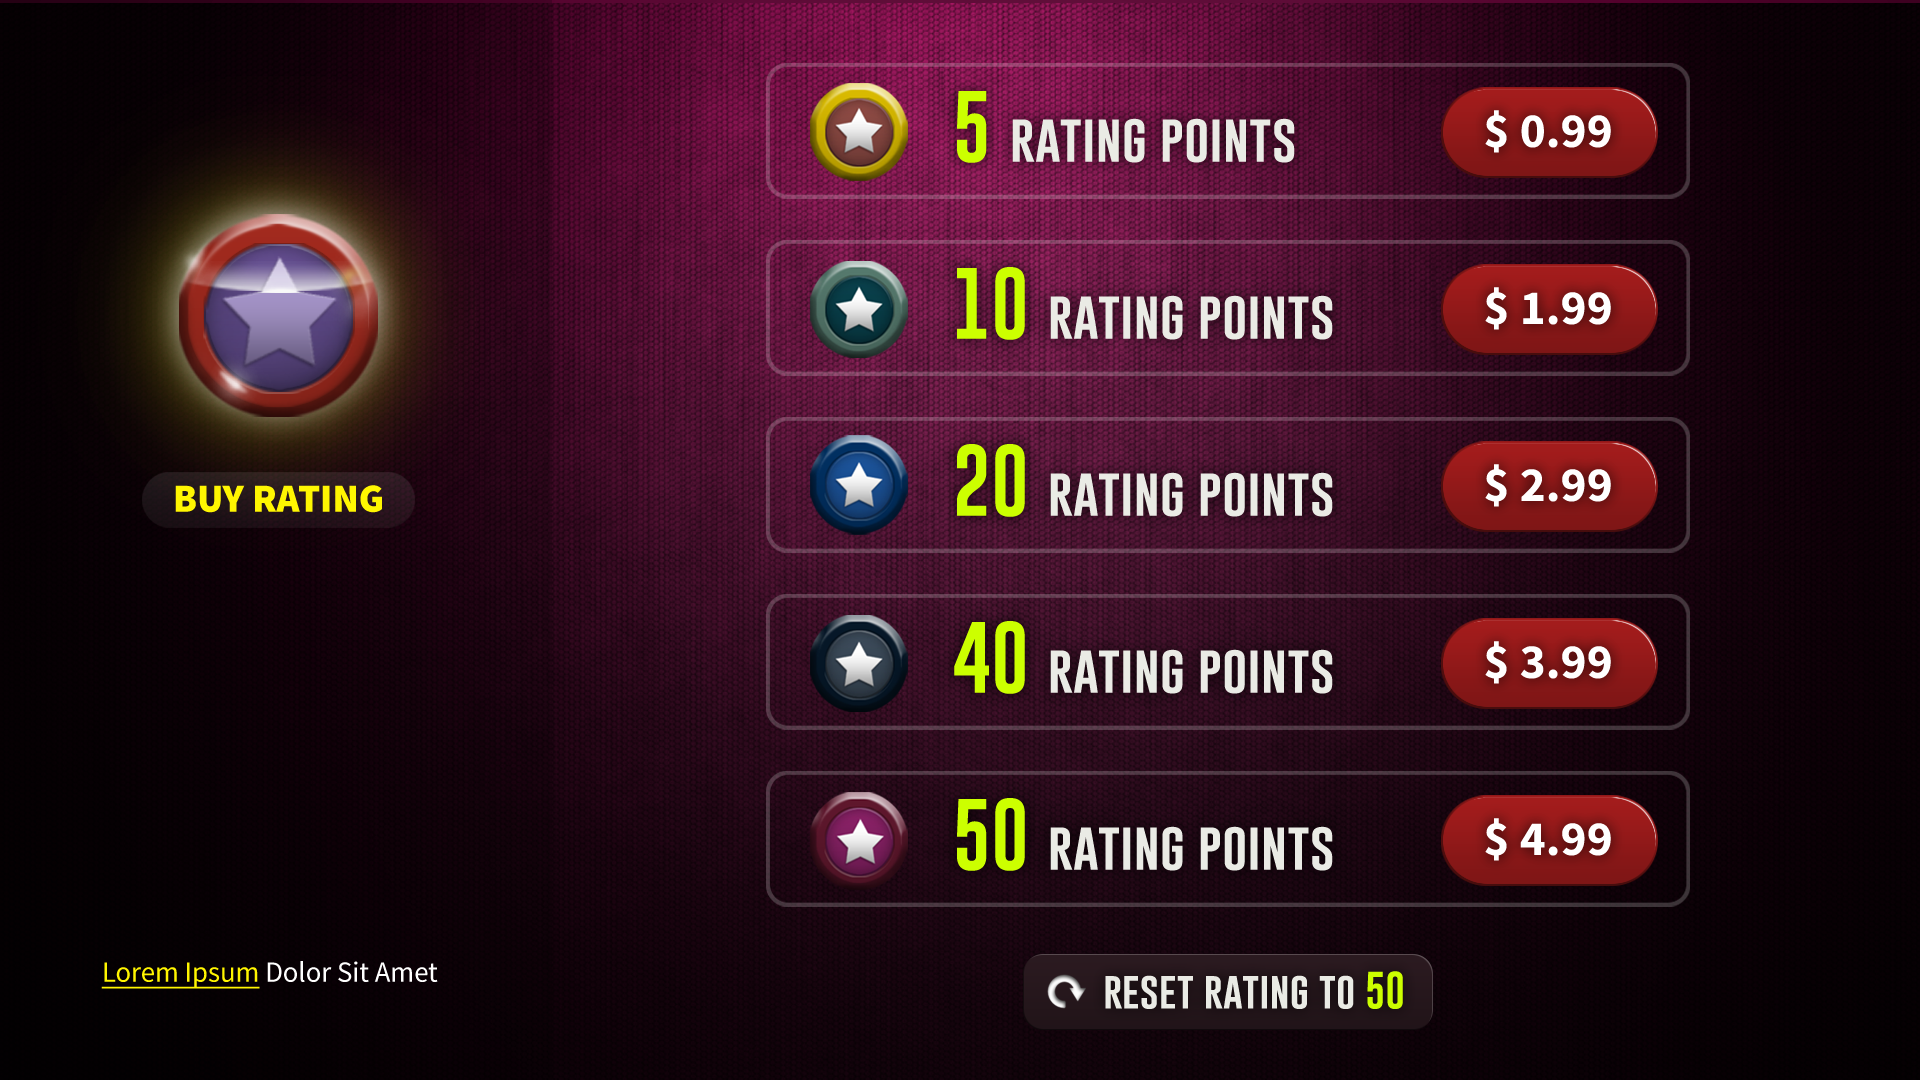 BUY RATING
Lorem Ipsum Dolor Sit Amet
5 RATING POINTS $ 0.99
10 RATING POINTS $ 1.99
20 RATING POINTS $ 2.99
40 RATING POINTS $ 3.99
50 RATING POINTS $ 4.99
RESET RATING TO 50